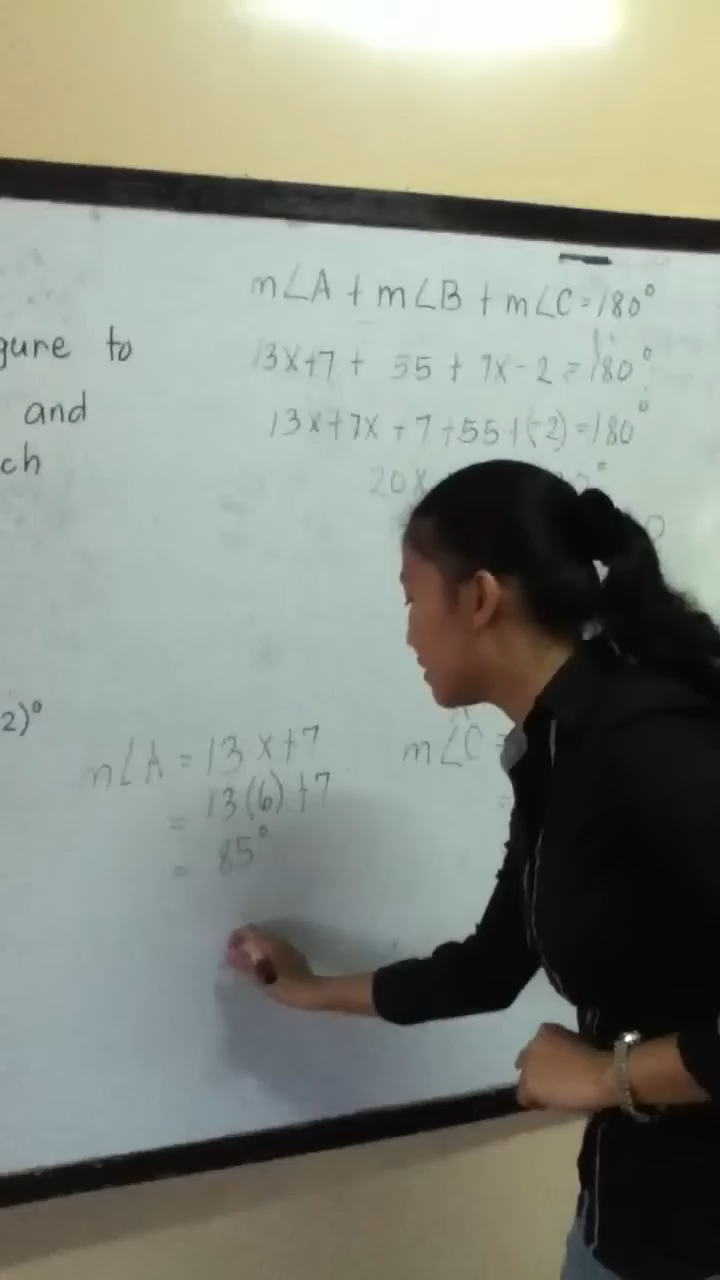 m∠A + m∠B + m∠C = 180°
gure to
13x+7 + 55 + 7x - 2 = 180°
and
13x+7x + 7 + 55 + (-2) = 180°
ch
20x
2)°
m∠A = 13x+7
= 13(6) +7
= 85°
m∠C =
=